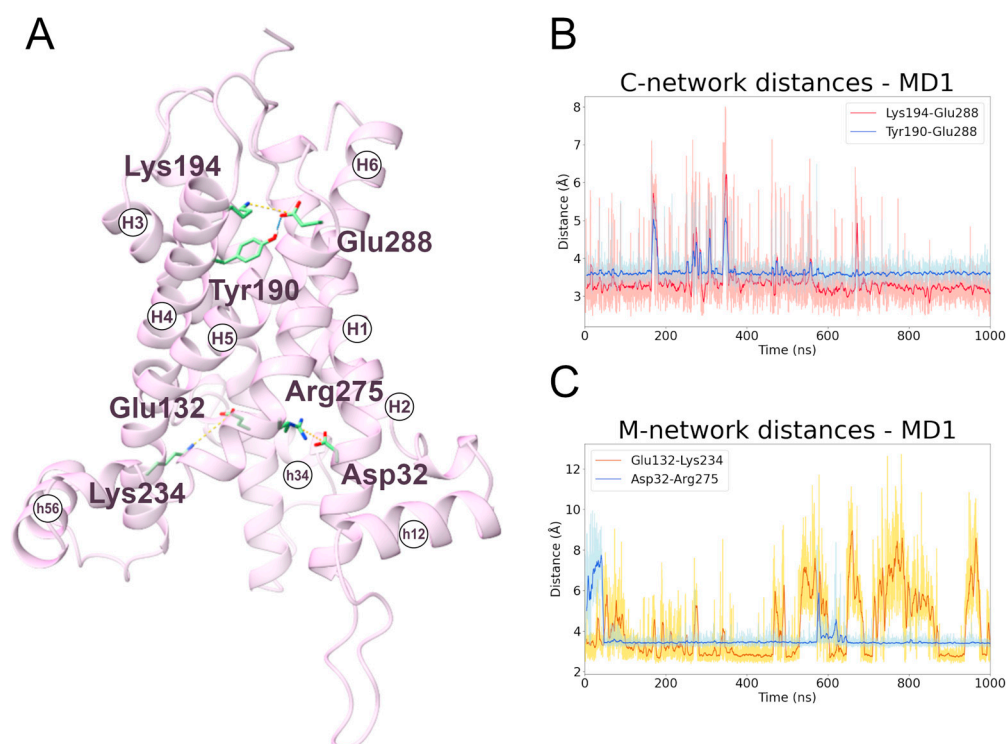 A
Lys194
H6
H3
Glu288
Tyr190
H4
H5
H1
Arg275
Glu132
H2
h34
Asp32
Lys234
h56
h12
B
C-network distances - MD1
Lys194-Glu288
Tyr190-Glu288
Distance (Å)
8
7
6
5
4
3
0 200 400 600 800 1000
Time (ns)
C
M-network distances - MD1
Glu132-Lys234
Asp32-Arg275
Distance (Å)
12
10
8
6
4
2
0 200 400 600 800 1000
Time (ns)